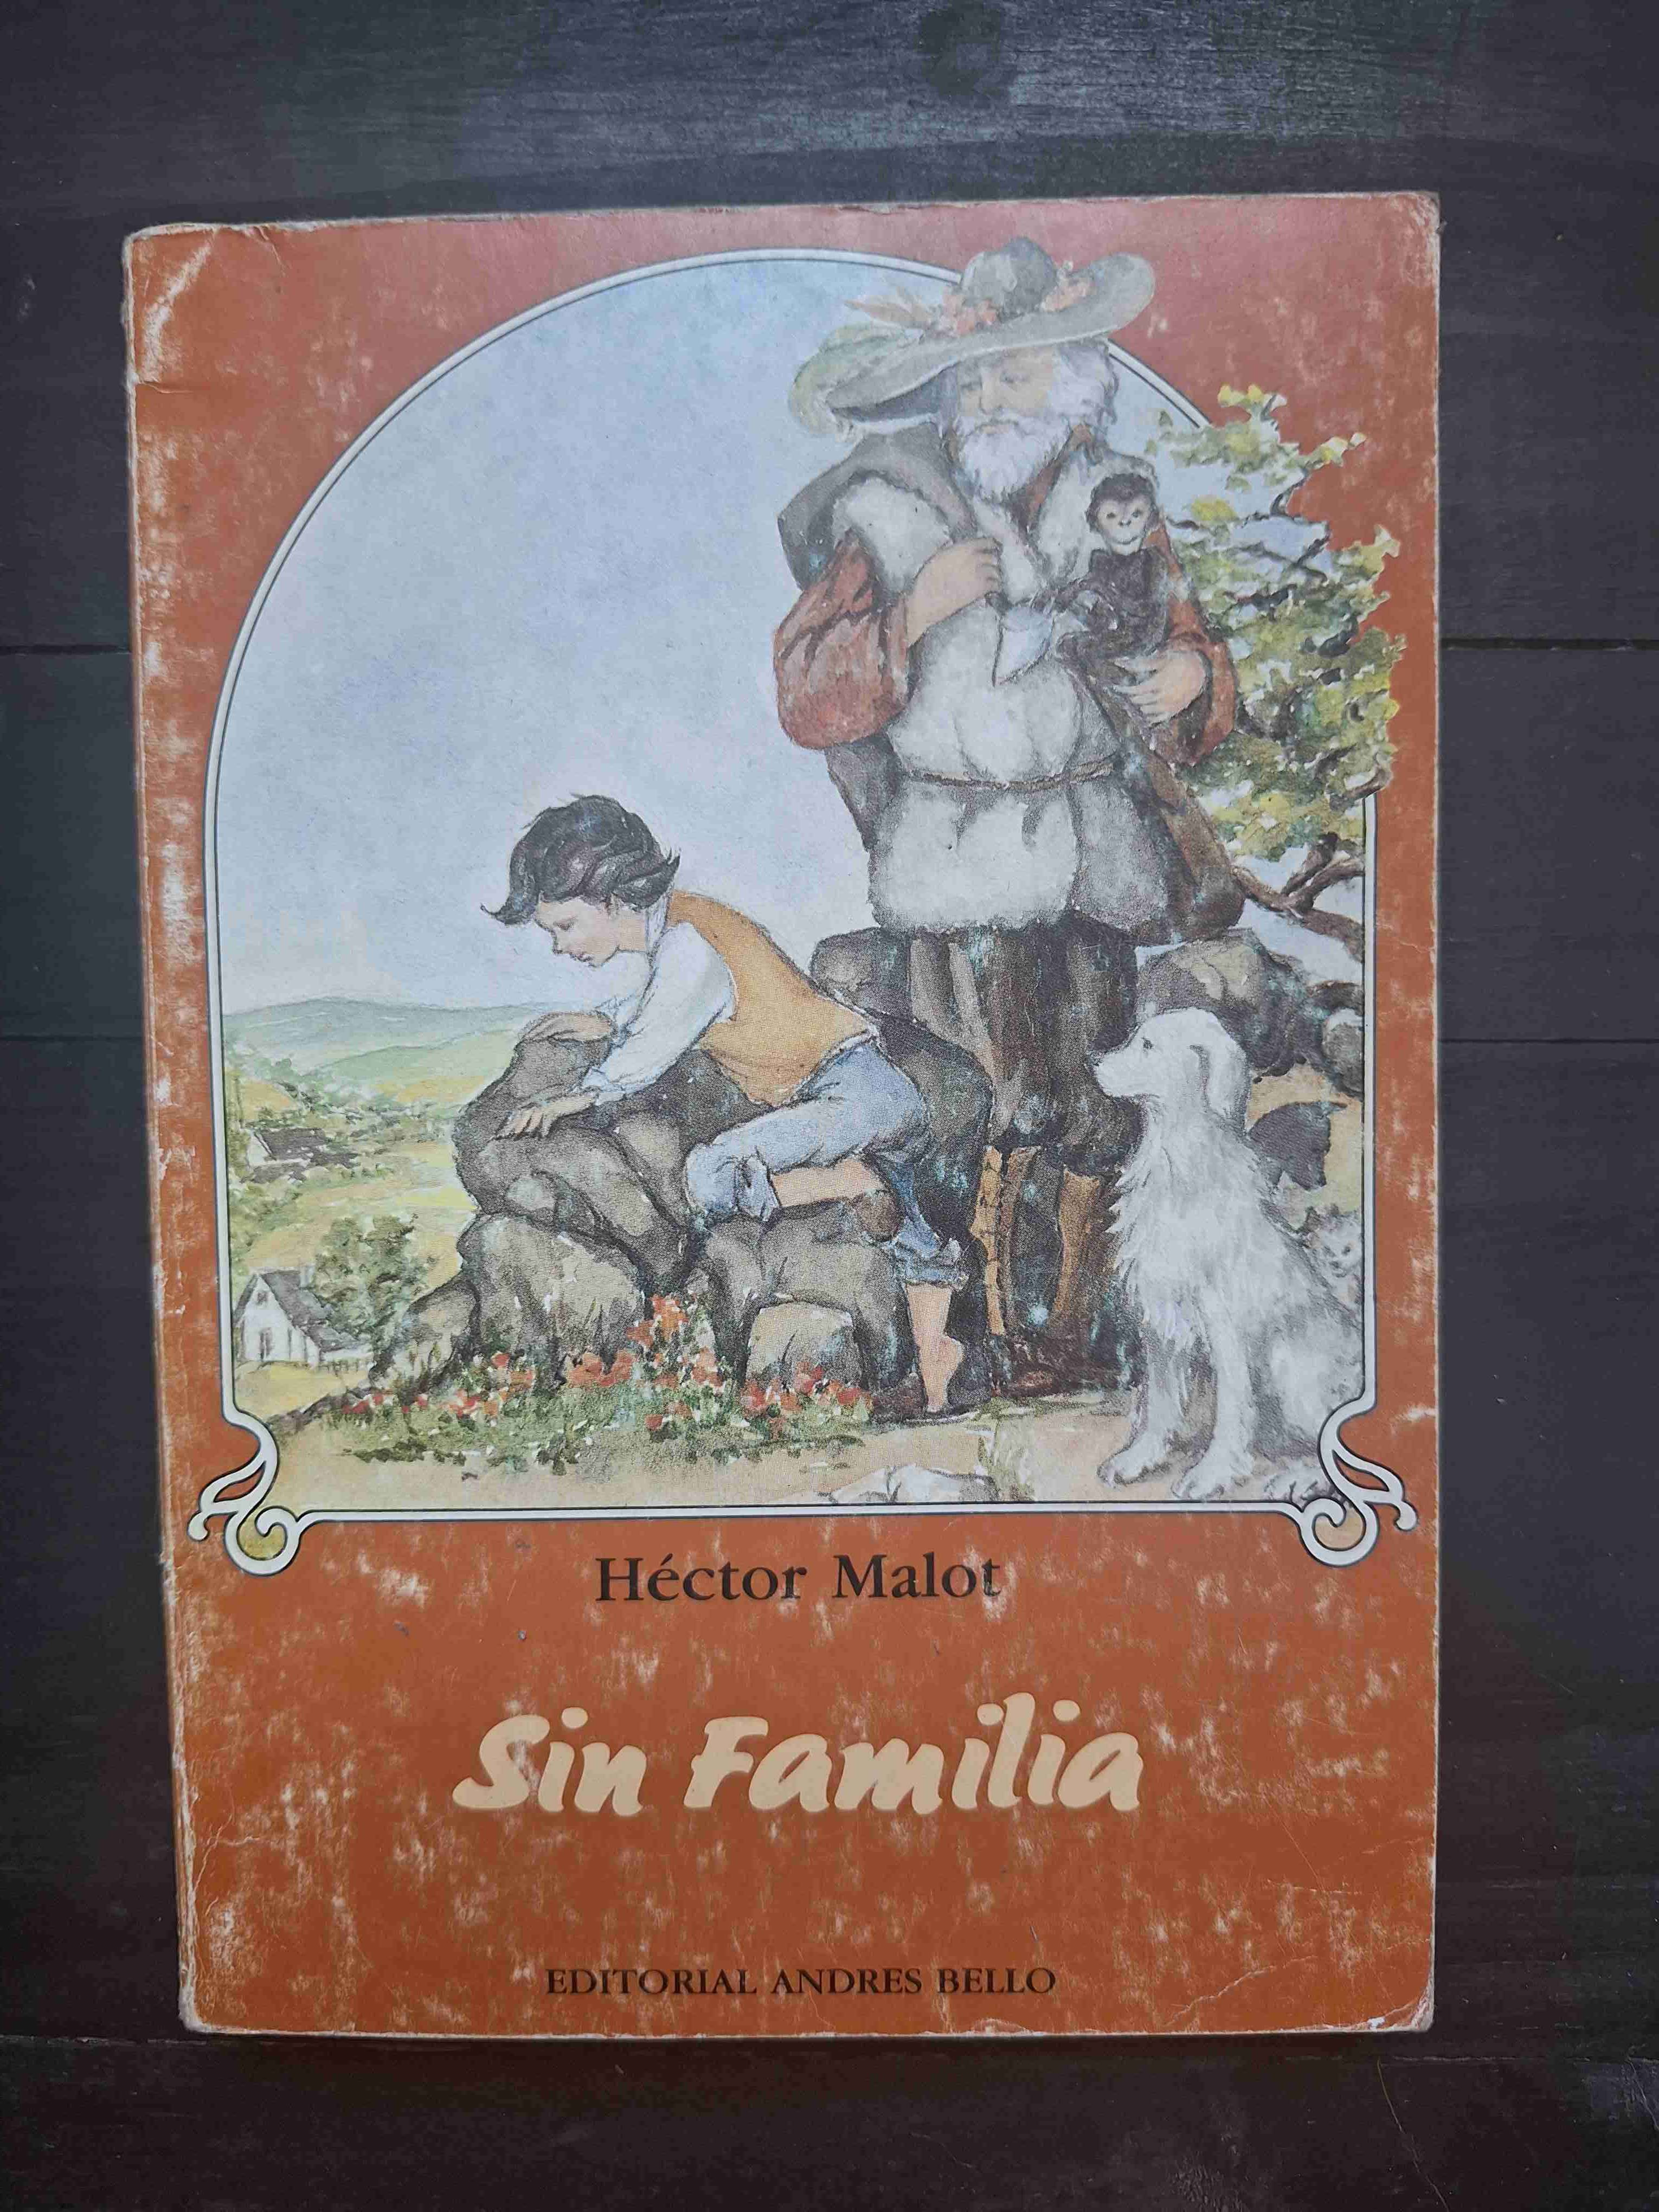 Héctor Malot
Sin Familia
EDITORIAL ANDRES BELLO